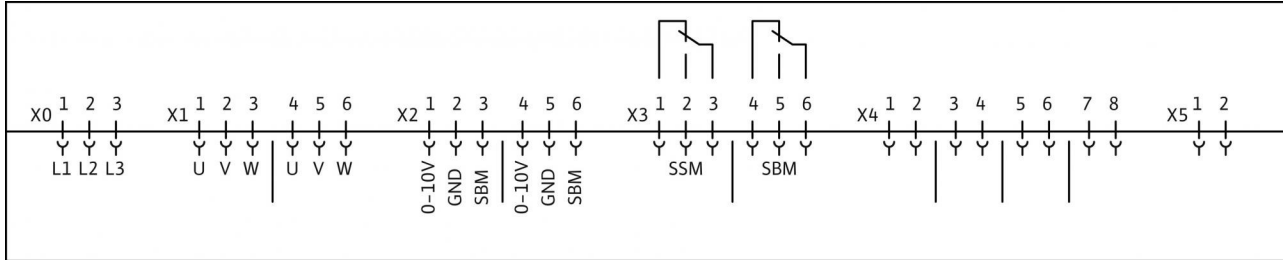 X0 1 2 3 X1 1 2 3 4 5 6 X2 1 2 3 4 5 6 X3 1 2 3 4 5 6 X4 1 2 3 4 5 6 7 8 X5 1 2
L1 L2 L3 U V W U V W 0-10V GND SBM 0-10V GND SBM SSM SBM